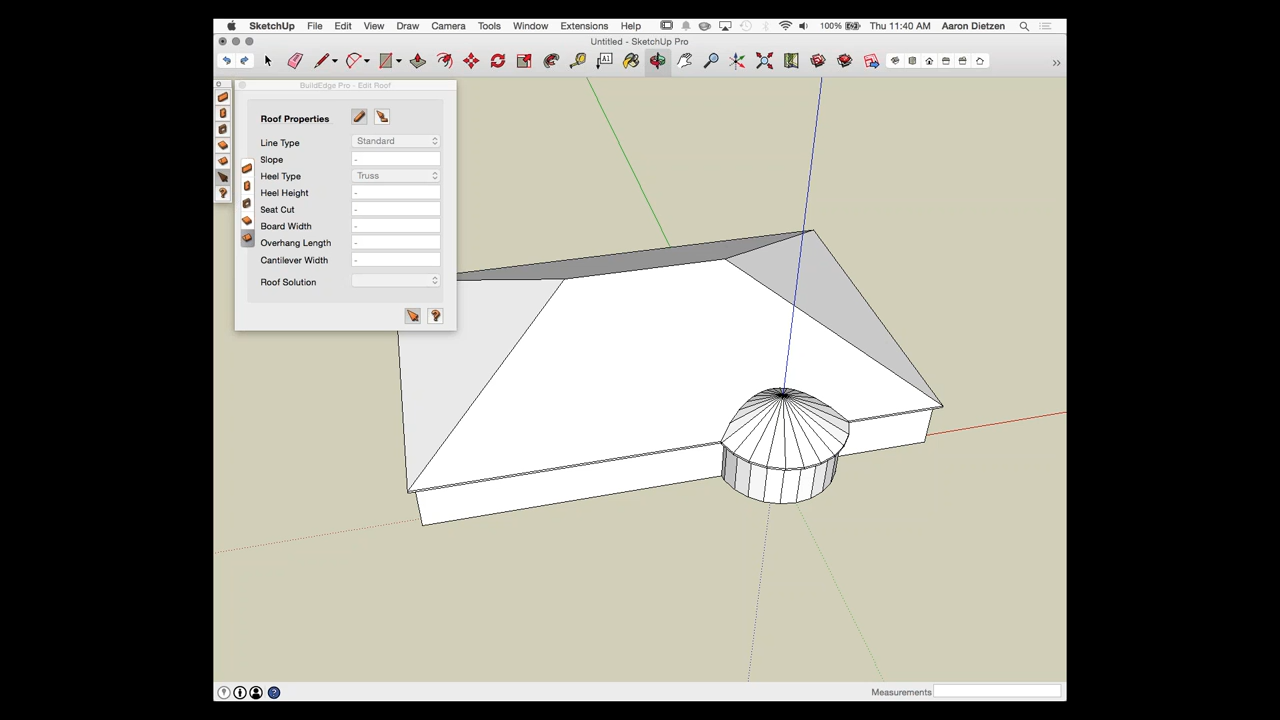 SketchUp File Edit View Draw Camera Tools Window Extensions Help 100% Thu 11:40 AM Aaron Dietzen
Untitled - SketchUp Pro
A1
BuildEdge Pro - Edit Roof
Roof Properties
Line Type Standard
Slope -
Heel Type Truss
Heel Height -
Seat Cut -
Board Width -
Overhang Length -
Cantilever Width -
Roof Solution
Measurements